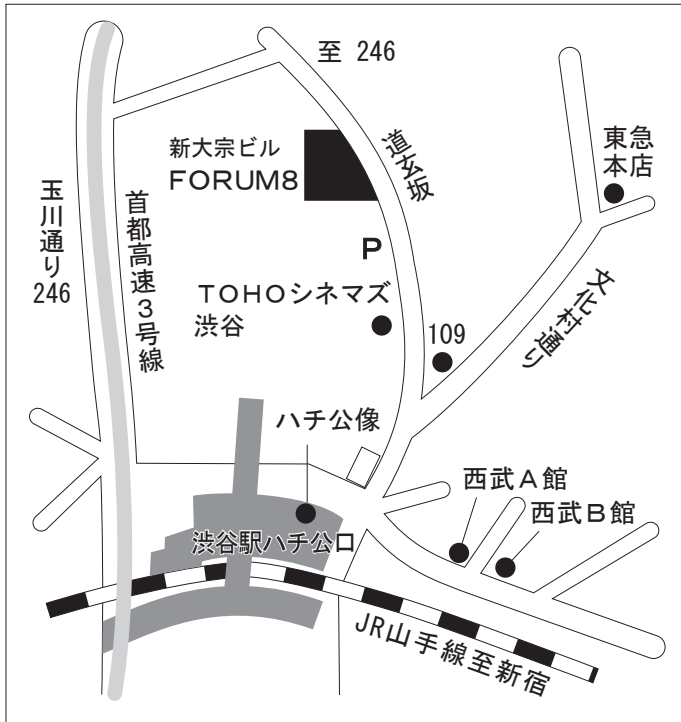 至 246
新大宗ビル
FORUM8
道玄坂
東急
本店
玉川通り
246
首都高速3号線
P
TOHOシネマズ
渋谷
109
文化村通り
ハチ公像
西武A館
西武B館
渋谷駅ハチ公口
JR山手線至新宿